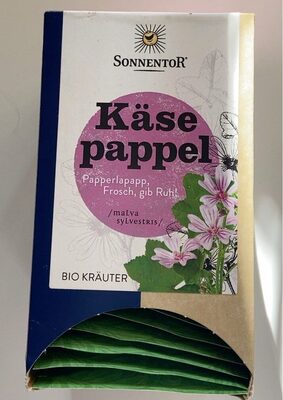 SONNENTOR®
Käse
pappel
Papperlapapp,
Frosch, gib Ruh!
/malva
sylvestris/
BIO KRÄUTER